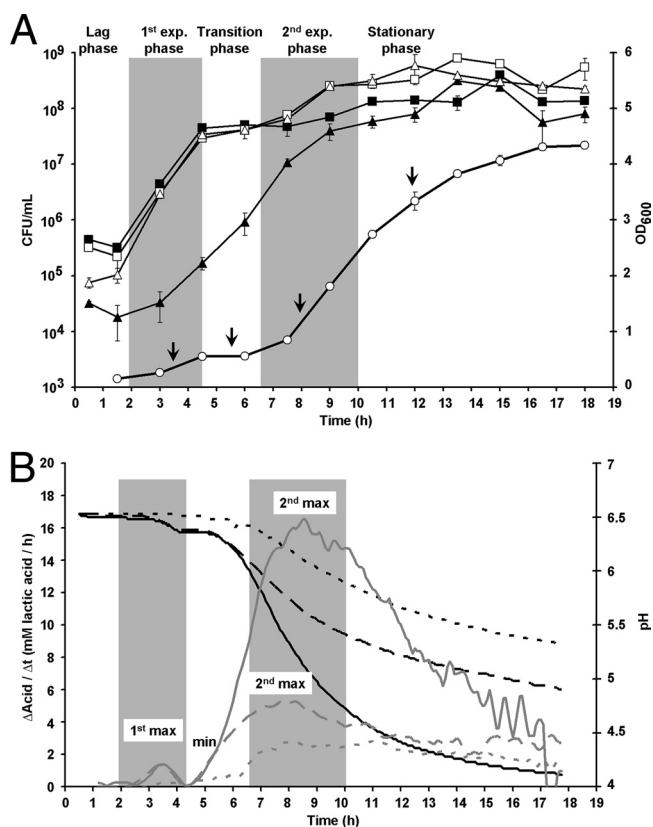 A
Lag phase
1st exp. phase
Transition phase
2nd exp. phase
Stationary phase
10^9
10^8
10^7
10^6
10^5
10^4
10^3
CFU/mL
6
5
4
3
2
1
0
OD600
0 1 2 3 4 5 6 7 8 9 10 11 12 13 14 15 16 17 18 19
Time (h)
B
20
18
16
14
12
10
8
6
4
2
0
ΔAcid / Δt (mM lactic acid / h)
7
6.5
6
5.5
5
4.5
4
pH
2nd max
2nd max
1st max
min
0 1 2 3 4 5 6 7 8 9 10 11 12 13 14 15 16 17 18 19
Time (h)